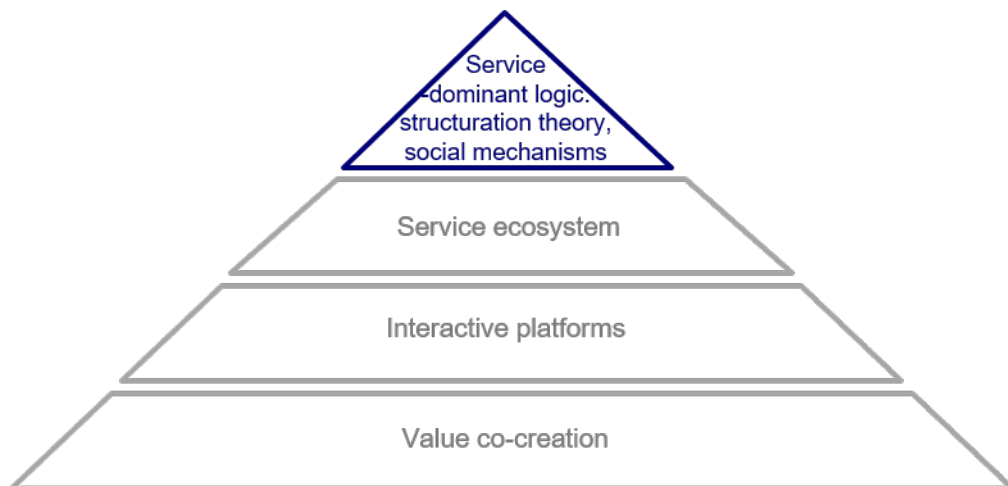 Service
-dominant logic.
structuration theory,
social mechanisms
Service ecosystem
Interactive platforms
Value co-creation